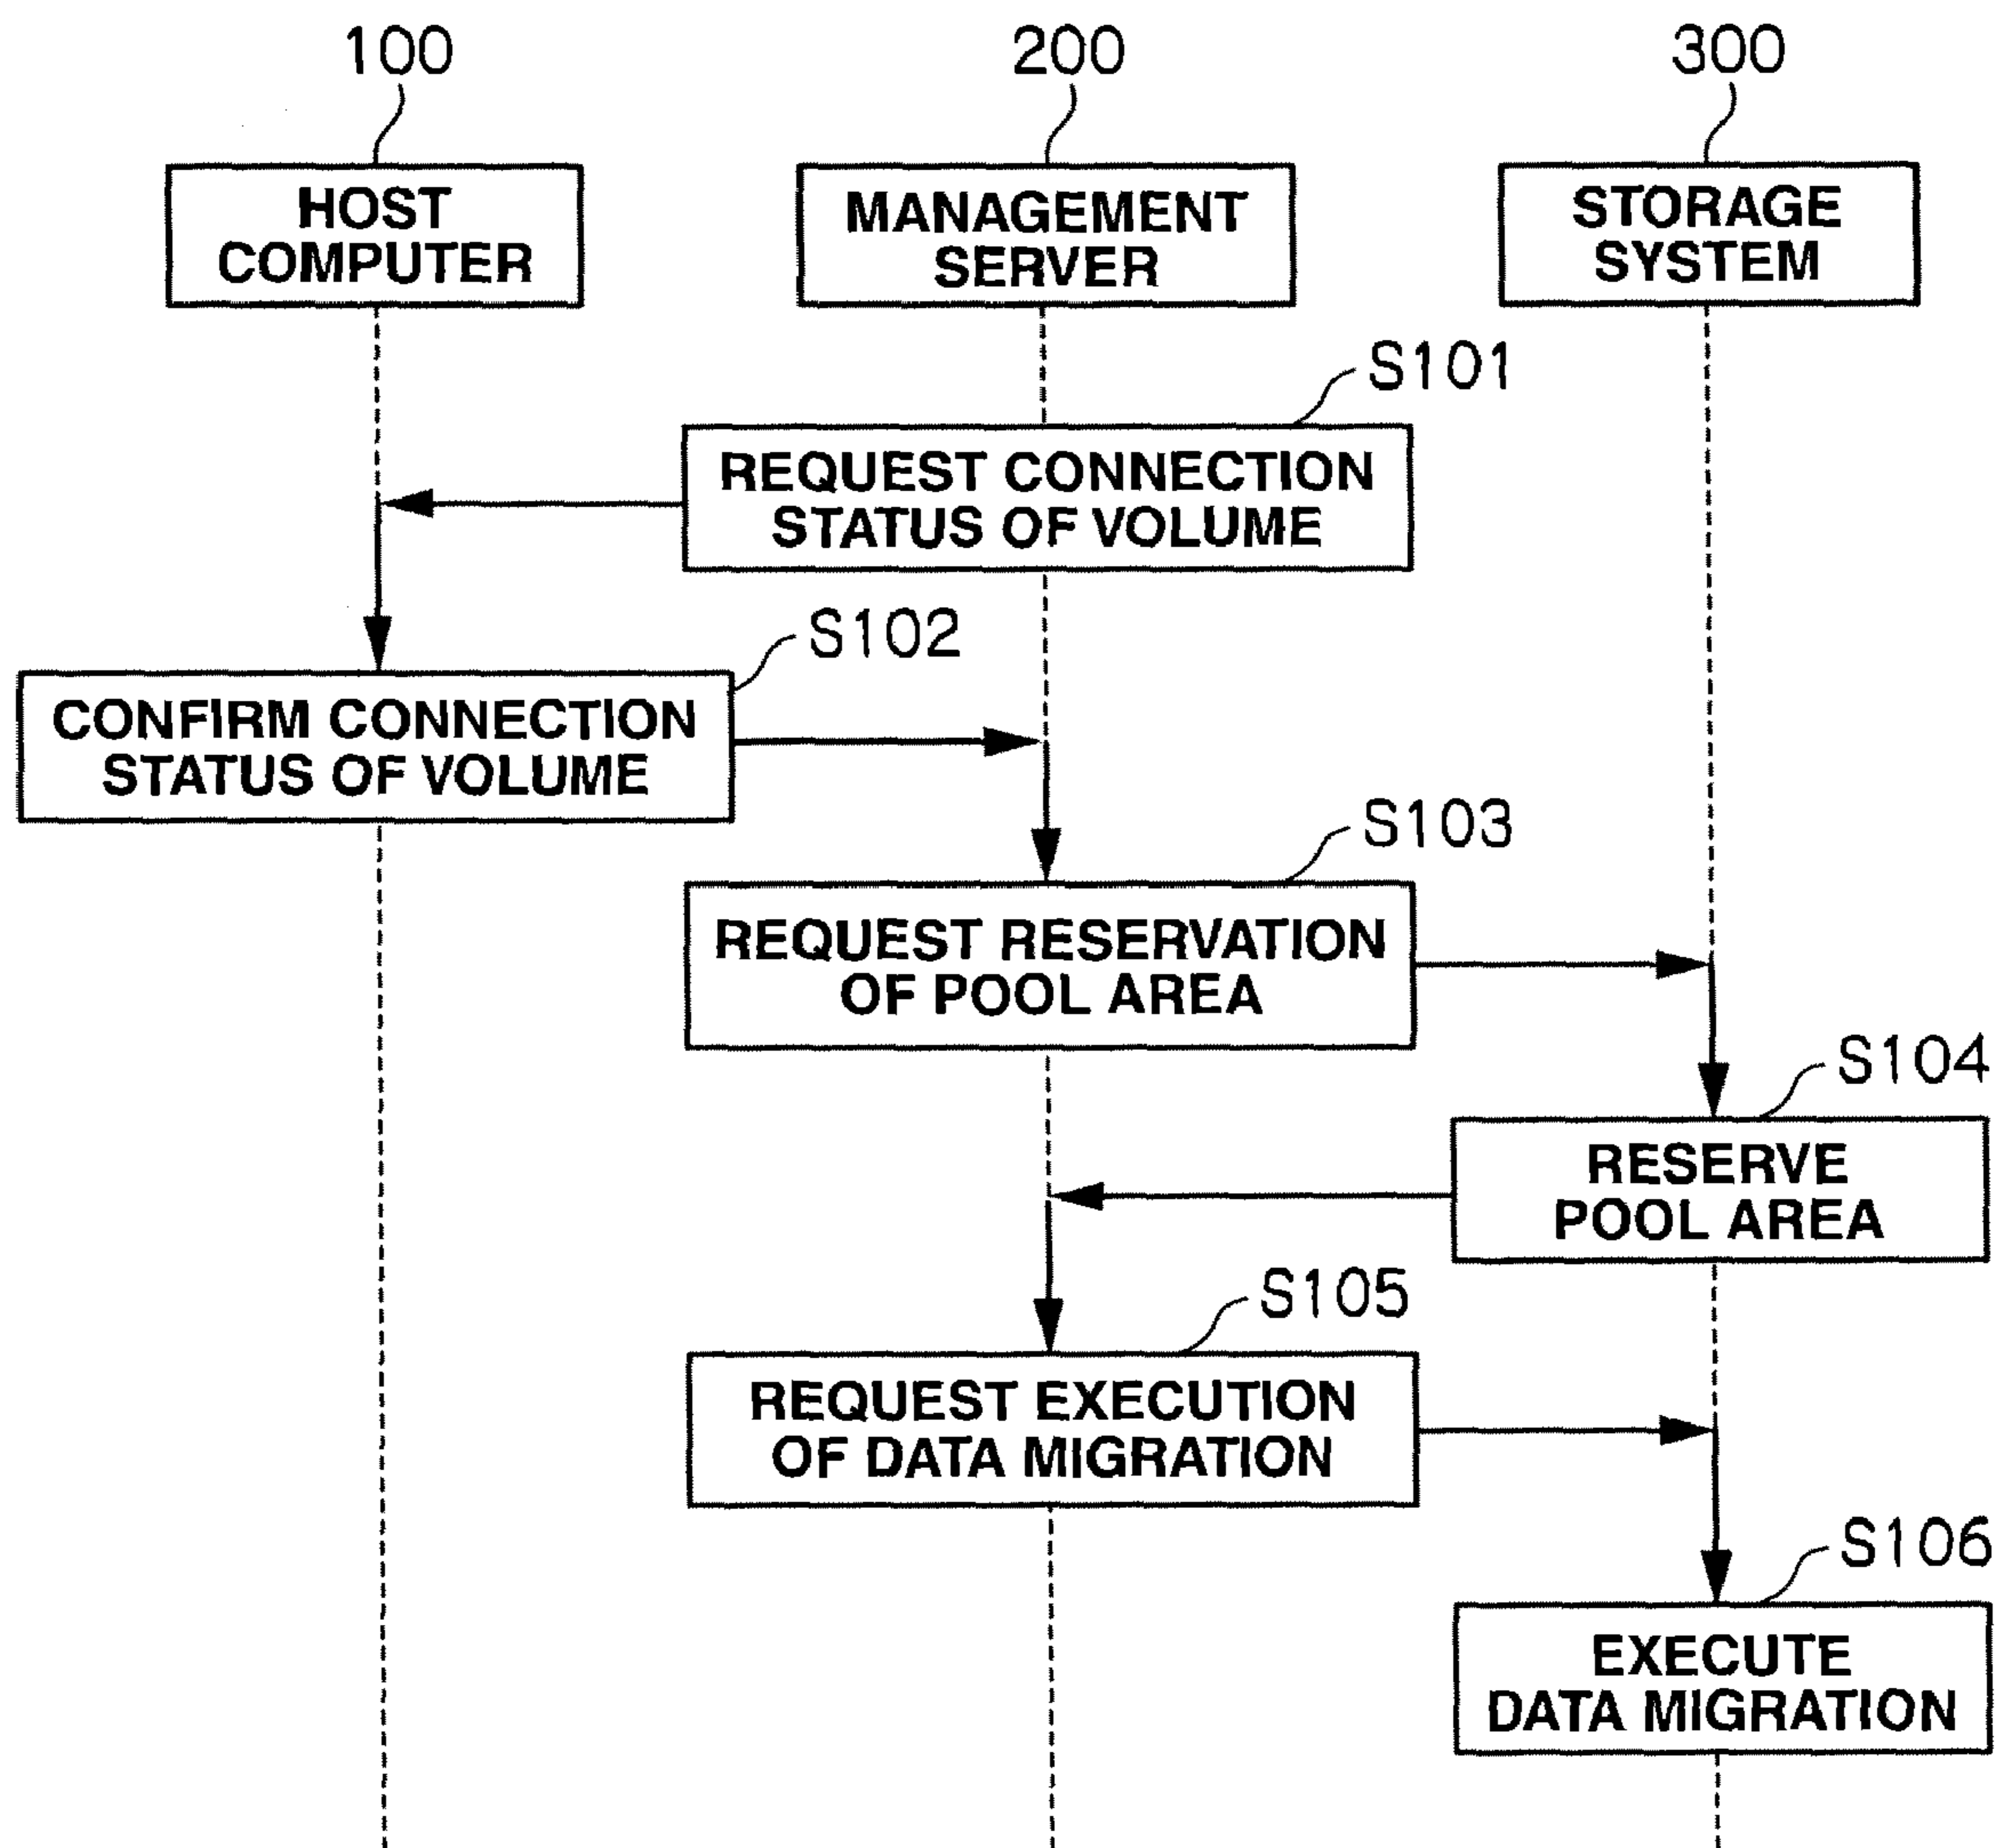 100
200
300
HOST
COMPUTER
MANAGEMENT
SERVER
STORAGE
SYSTEM
S101
REQUEST CONNECTION
STATUS OF VOLUME
S102
CONFIRM CONNECTION
STATUS OF VOLUME
S103
REQUEST RESERVATION
OF POOL AREA
S104
RESERVE
POOL AREA
S105
REQUEST EXECUTION
OF DATA MIGRATION
S106
EXECUTE
DATA MIGRATION